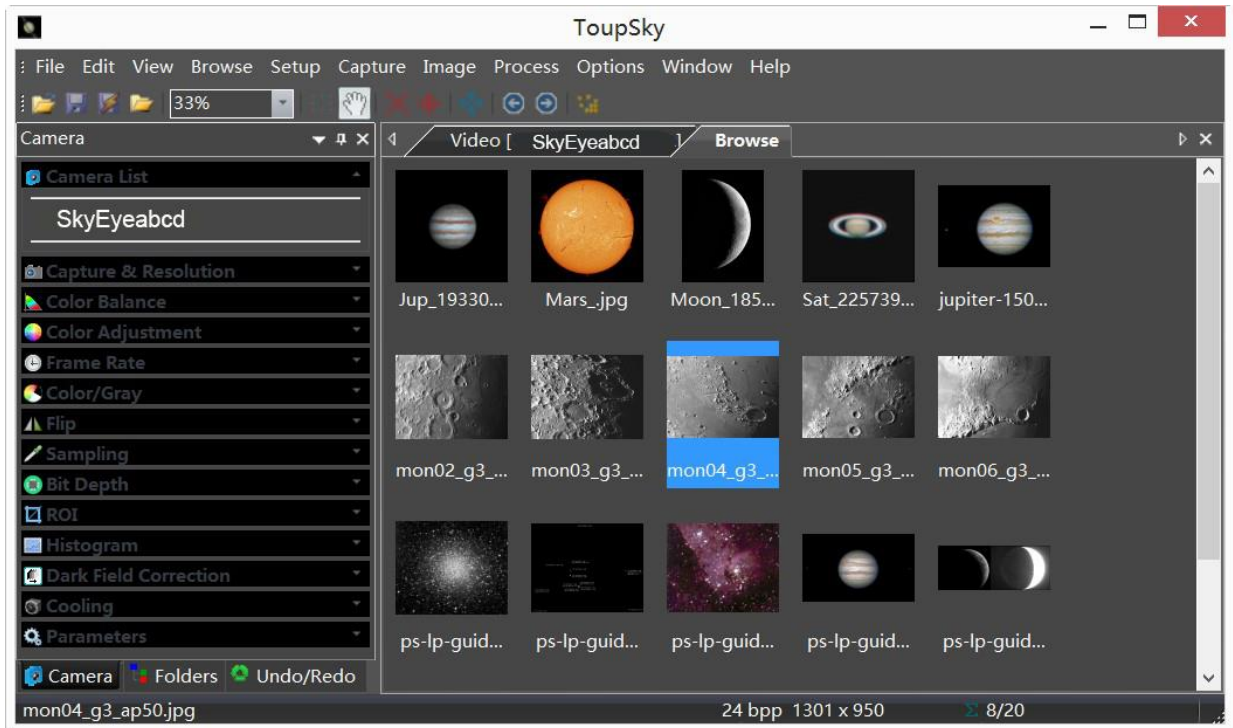 ToupSky
File Edit View Browse Setup Capture Image Process Options Window Help
33%
Camera
Video [ SkyEyeabcd ]
Browse
Camera List
SkyEyeabcd
Capture & Resolution
Color Balance
Color Adjustment
Frame Rate
Color/Gray
Flip
Sampling
Bit Depth
ROI
Histogram
Dark Field Correction
Cooling
Parameters
Camera Folders Undo/Redo
Jup_19330... Mars_.jpg Moon_185... Sat_225739... jupiter-150...
mon02_g3_... mon03_g3_... mon04_g3_... mon05_g3_... mon06_g3_...
ps-lp-guid... ps-lp-guid... ps-lp-guid... ps-lp-guid... ps-lp-guid...
mon04_g3_ap50.jpg 24 bpp 1301 x 950 Σ 8/20